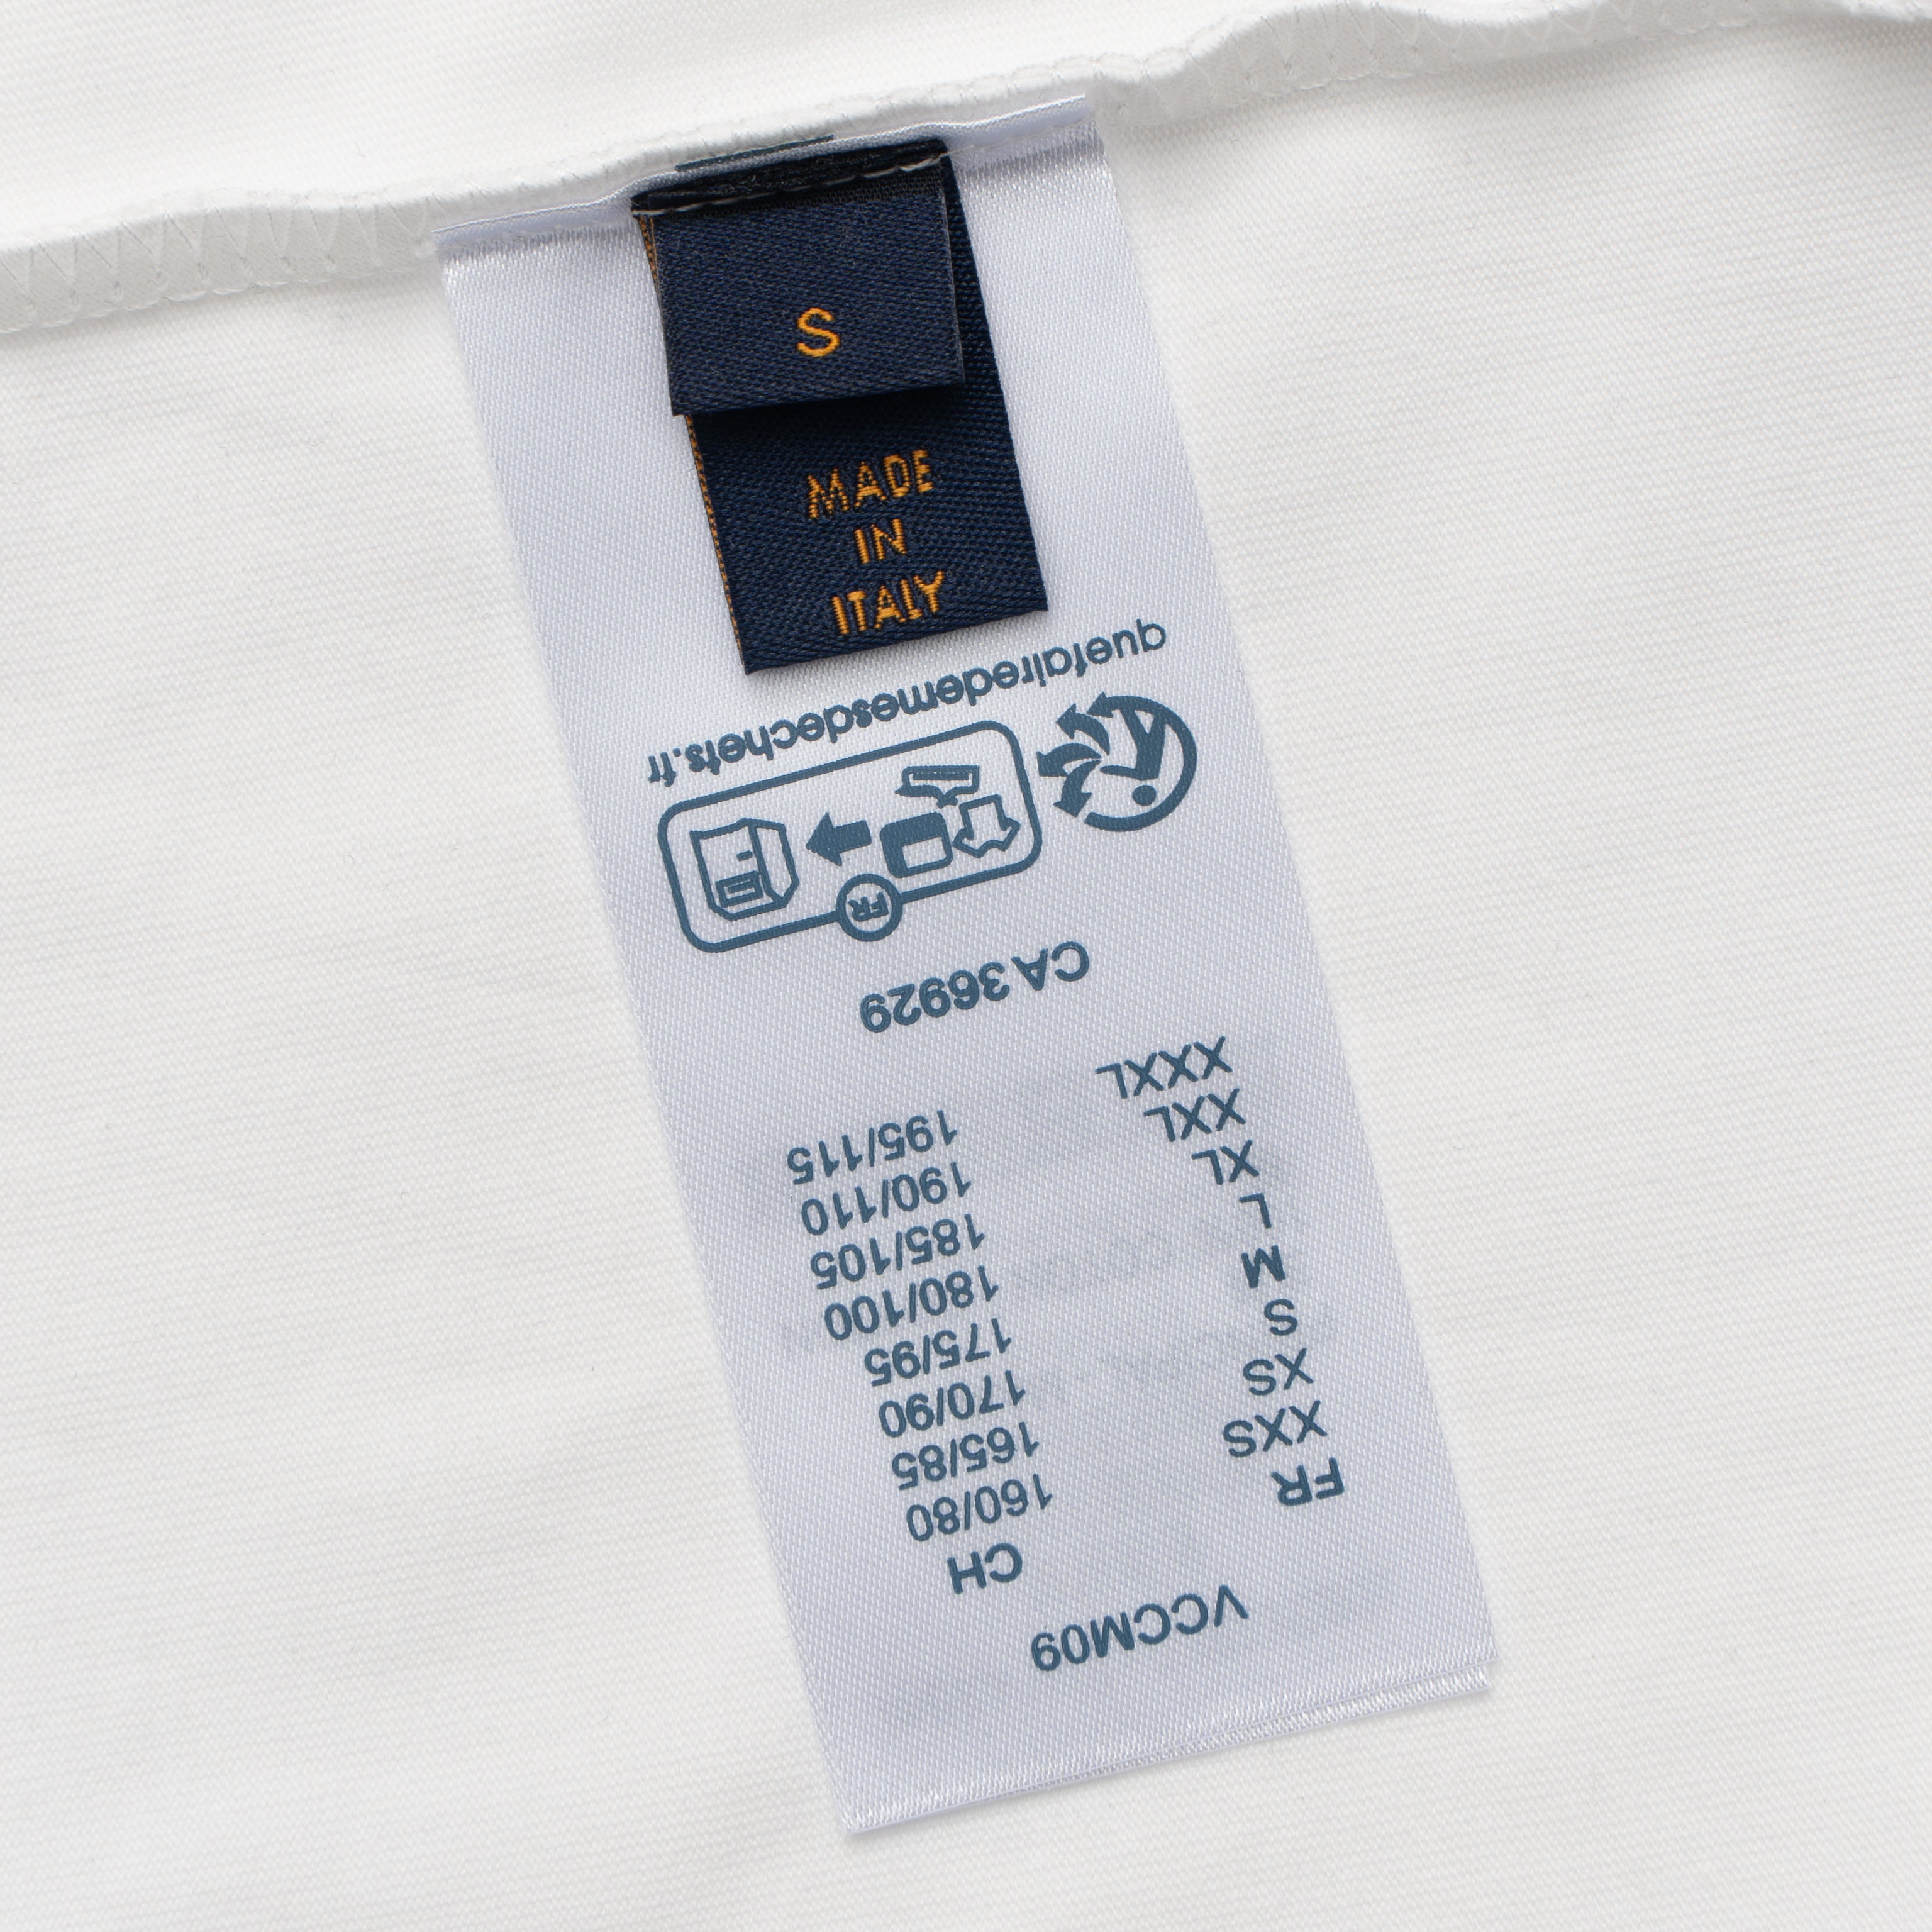 S
MADE
IN
ITALY
VCCM09
FR CH
XXS 160/80
XS 165/85
S 170/90
M 175/95
L 180/100
XL 185/105
XXL 190/110
XXXL 195/115
CA 36929
FR
quefairedemesdechets.fr